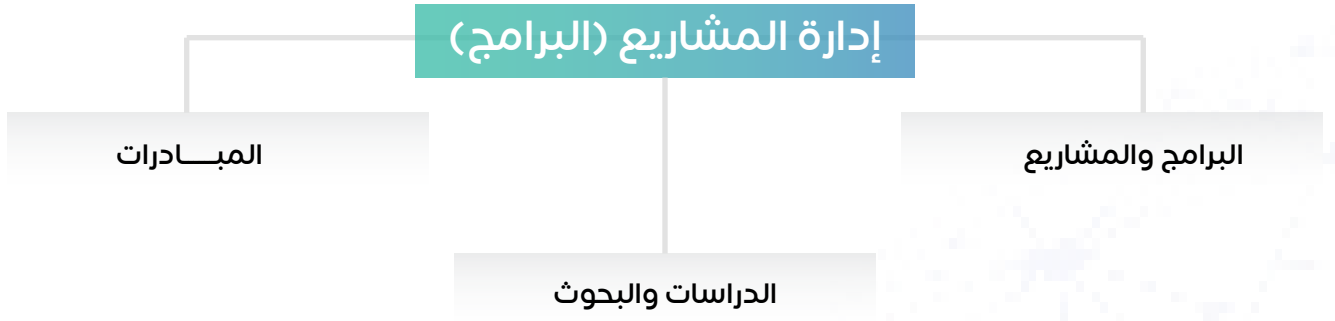 إدارة المشاريع (البرامج)
البرامج والمشاريع
المبـــادرات
الدراسات والبحوث